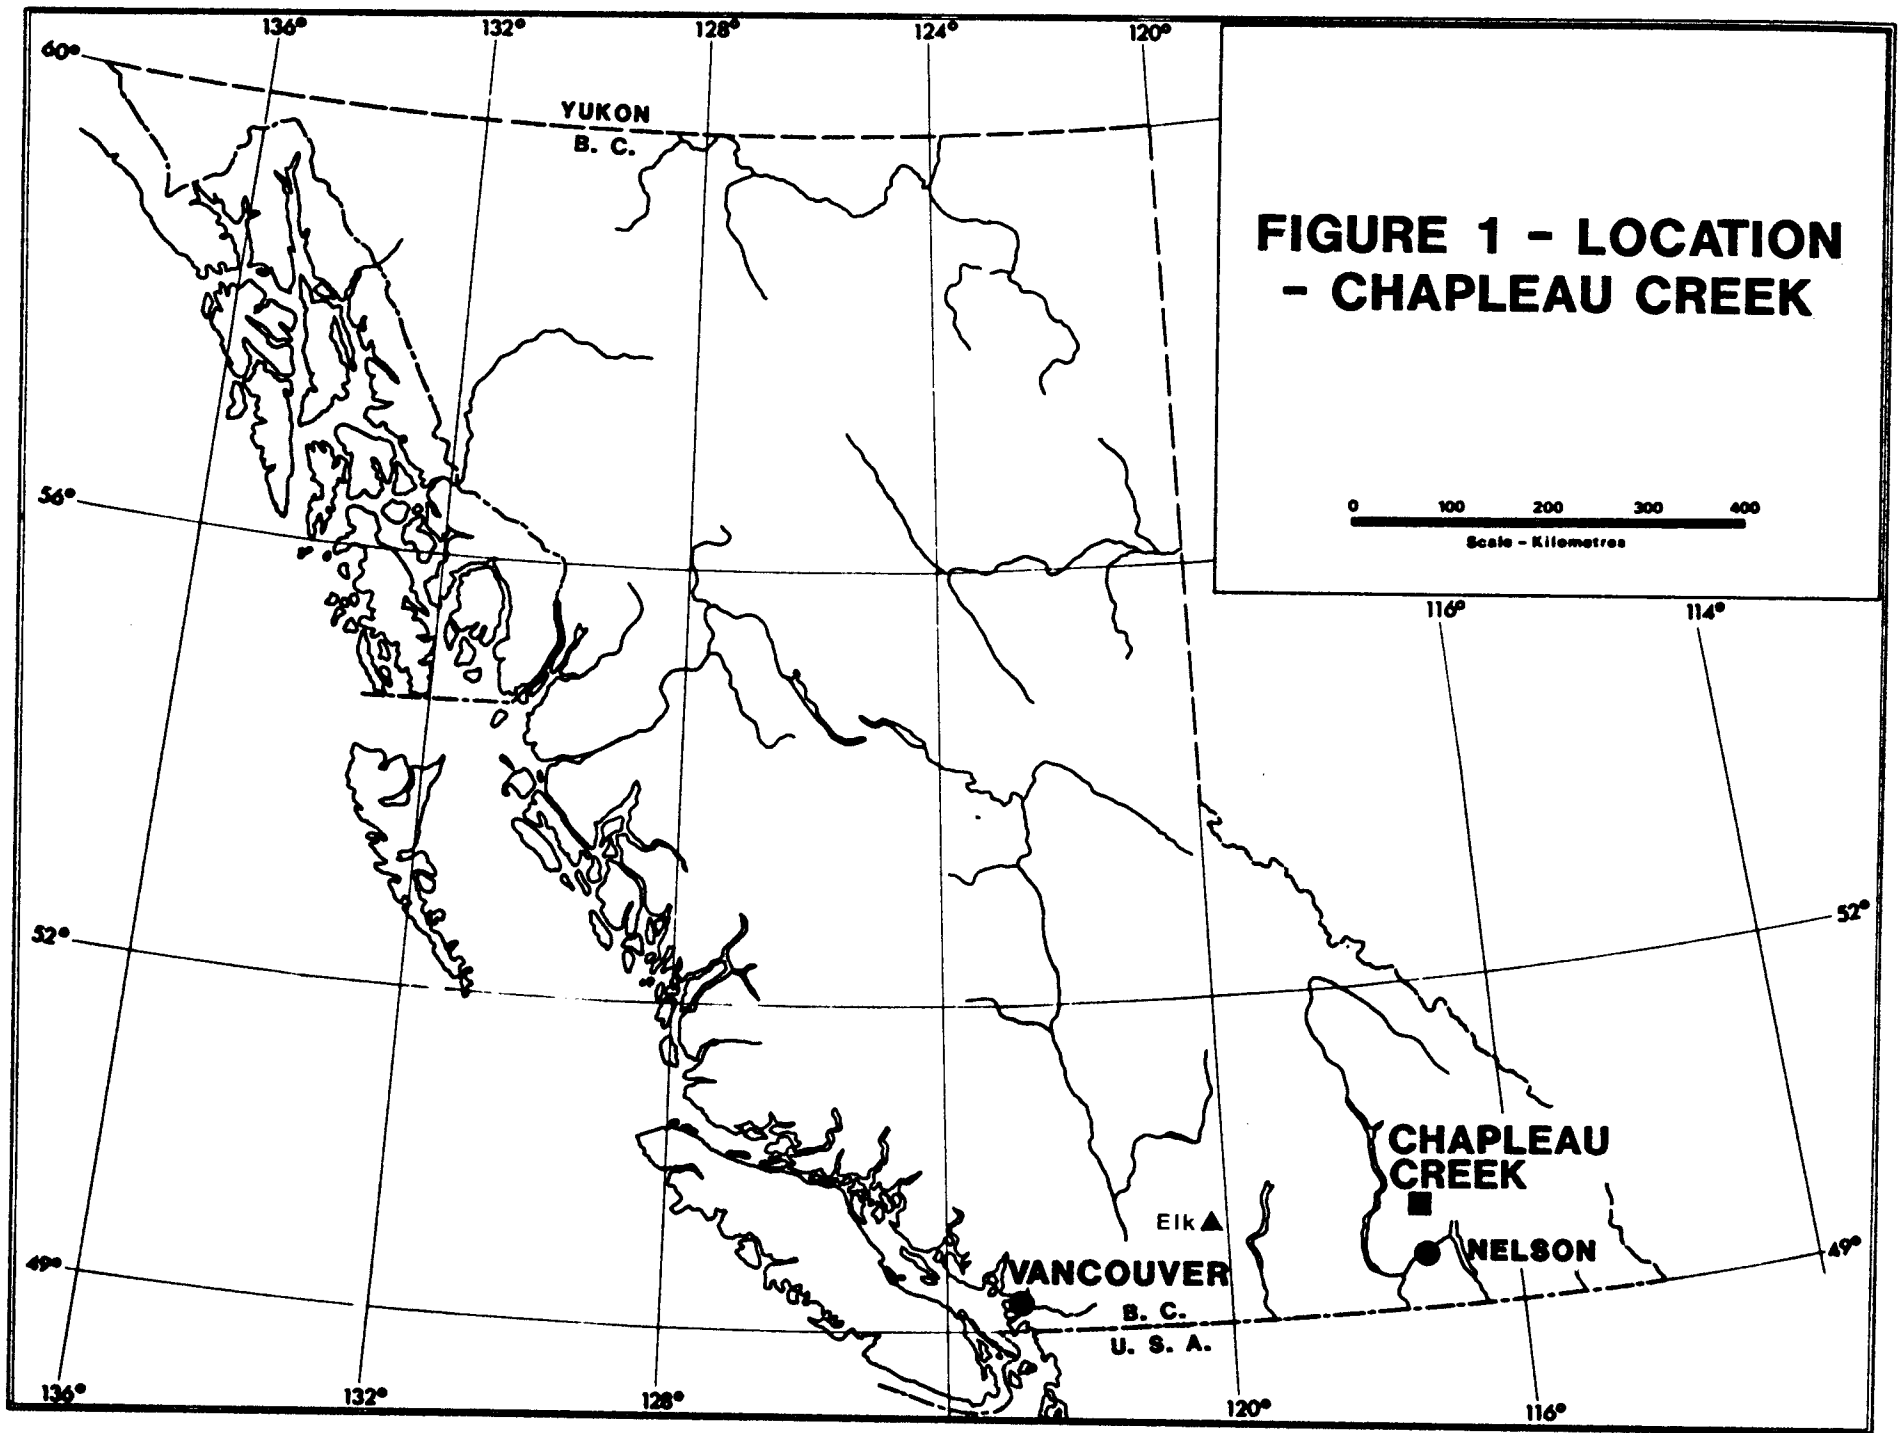 136° 132° 128° 124° 120°
60°
YUKON
B. C.
FIGURE 1 - LOCATION
- CHAPLEAU CREEK
56°
0 100 200 300 400
Scale - Kilometres
116° 114°
52° 52°
CHAPLEAU
CREEK
Elk
NELSON
49° 49°
VANCOUVER
B. C.
U. S. A.
136° 132° 128° 120° 116°